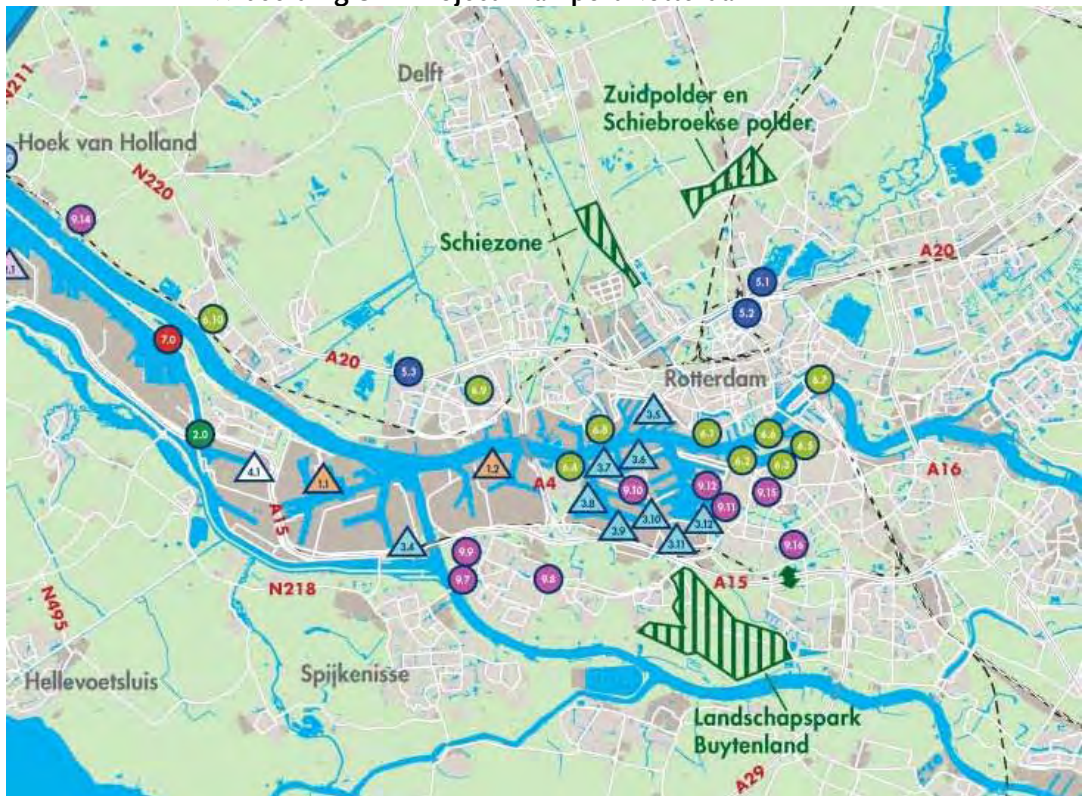 N211
Delft
Zuidpolder en
Schiebroekse polder
Hoek van Holland
N220
9.14
Schiezone
A20
5.1
5.2
6.10
7.0
A20
5.3
6.9
Rotterdam
6.7
3.5
6.8
6.1
6.6
6.5
2.0
4.1
1.1
1.2
A4
6.4
3.7
3.6
6.2
6.3
A16
9.10
9.12
9.15
9.11
A15
3.8
3.9
3.10
3.12
3.11
3.4
9.9
9.16
9.7
9.8
N218
A15
N495
Hellevoetsluis
Spijkenisse
Landschapspark
Buytenland
A29